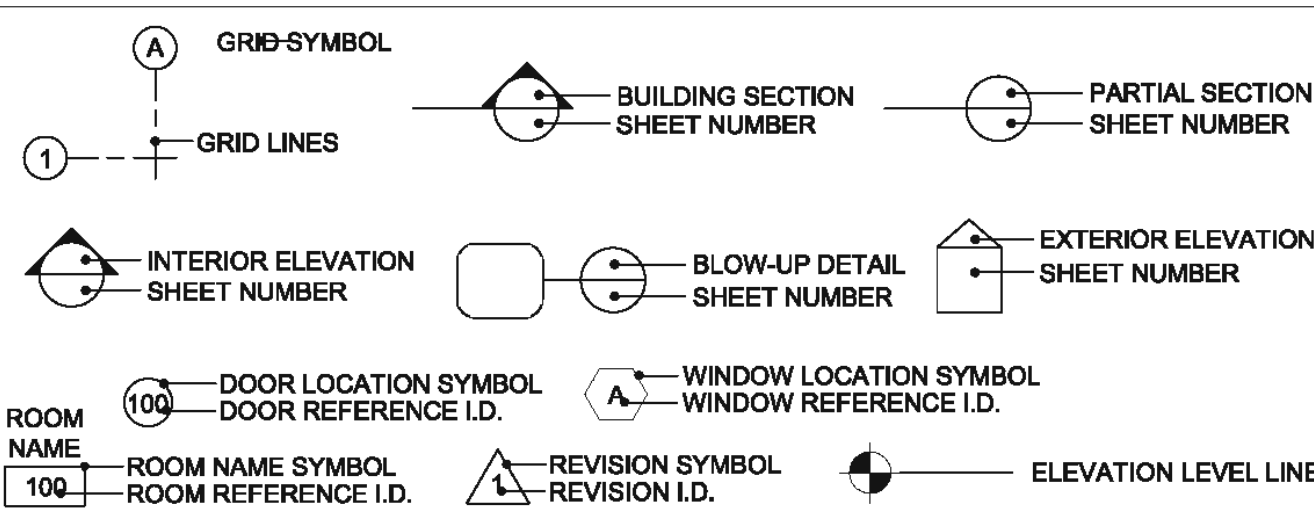 A
GRID SYMBOL
GRID LINES
1
BUILDING SECTION
SHEET NUMBER
PARTIAL SECTION
SHEET NUMBER
INTERIOR ELEVATION
SHEET NUMBER
BLOW-UP DETAIL
SHEET NUMBER
EXTERIOR ELEVATION
SHEET NUMBER
100
DOOR LOCATION SYMBOL
DOOR REFERENCE I.D.
A
WINDOW LOCATION SYMBOL
WINDOW REFERENCE I.D.
ROOM
NAME
100
ROOM NAME SYMBOL
ROOM REFERENCE I.D.
1
REVISION SYMBOL
REVISION I.D.
ELEVATION LEVEL LINE